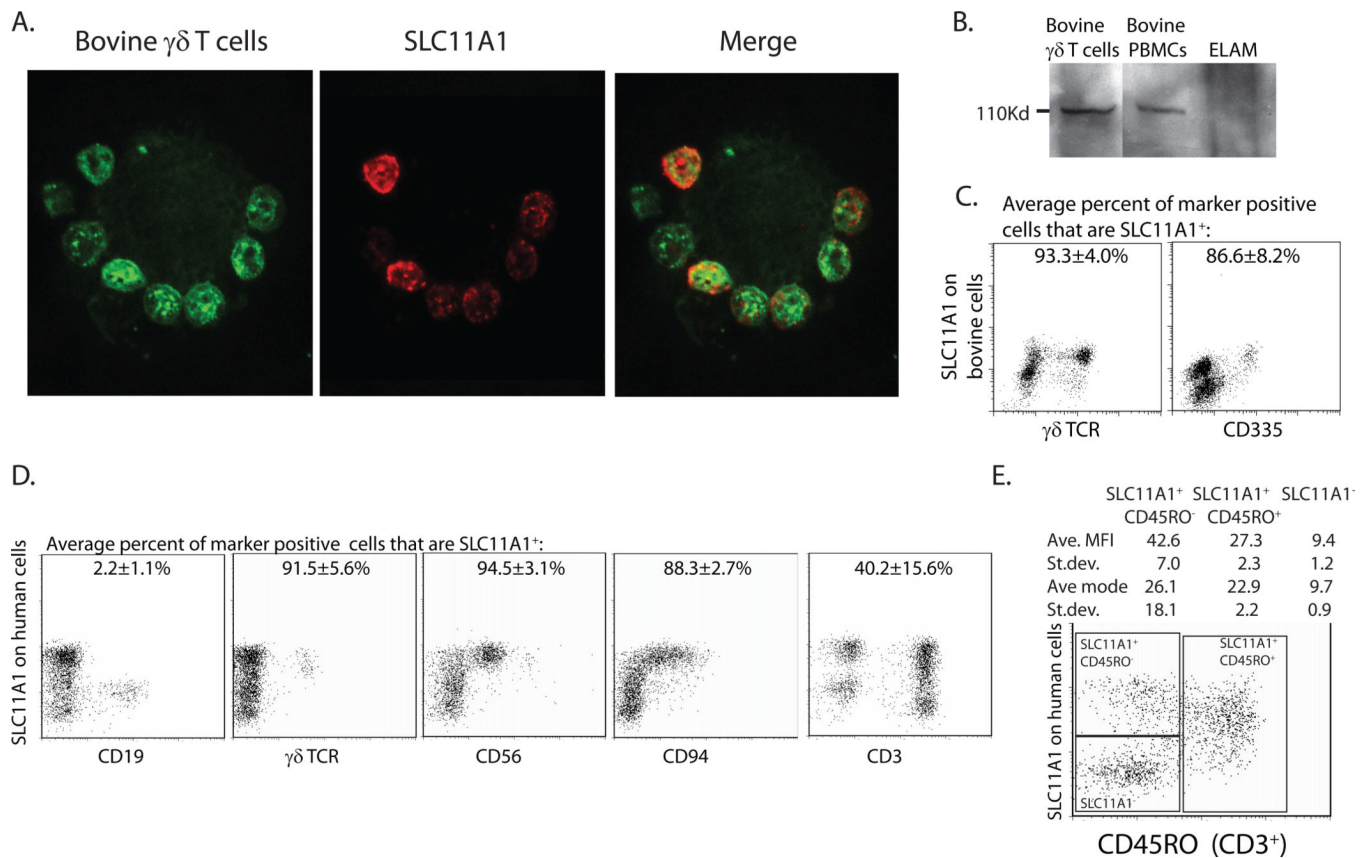 A.
Bovine γδ T cells
SLC11A1
Merge
B.
Bovine
γδ T cells
Bovine
PBMCs
ELAM
110Kd
C.
Average percent of marker positive
cells that are SLC11A1⁺:
93.3±4.0%
86.6±8.2%
SLC11A1 on
bovine cells
γδ TCR
CD335
D.
Average percent of marker positive cells that are SLC11A1⁺:
2.2±1.1%
91.5±5.6%
94.5±3.1%
88.3±2.7%
40.2±15.6%
SLC11A1 on human cells
CD19
γδ TCR
CD56
CD94
CD3
E.
SLC11A1⁺ SLC11A1⁺ SLC11A1⁻
CD45RO⁻ CD45RO⁺
Ave. MFI 42.6 27.3 9.4
St.dev. 7.0 2.3 1.2
Ave mode 26.1 22.9 9.7
St.dev. 18.1 2.2 0.9
SLC11A1⁺
CD45RO⁻
SLC11A1⁺
CD45RO⁺
SLC11A1⁻
SLC11A1 on human cells
CD45RO (CD3⁺)